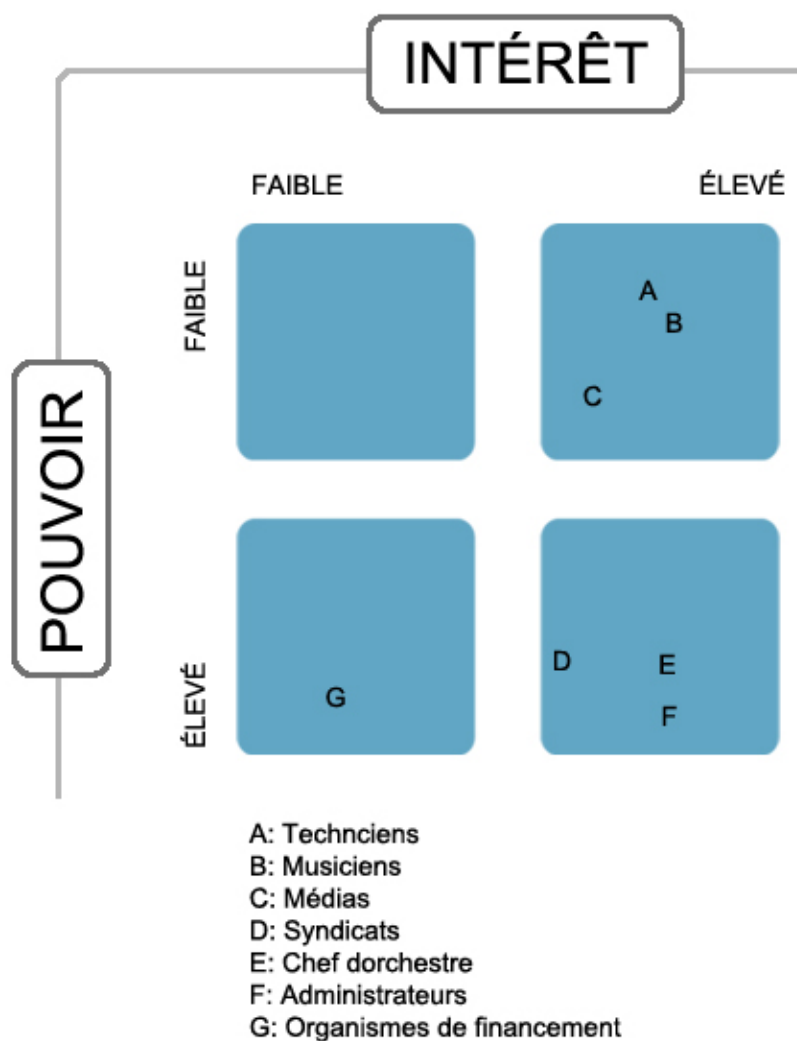 INTÉRÊT
FAIBLE
ÉLEVÉ
POUVOIR
FAIBLE
A
B
C
ÉLEVÉ
G
D
E
F
A: Technciens
B: Musiciens
C: Médias
D: Syndicats
E: Chef dorchestre
F: Administrateurs
G: Organismes de financement